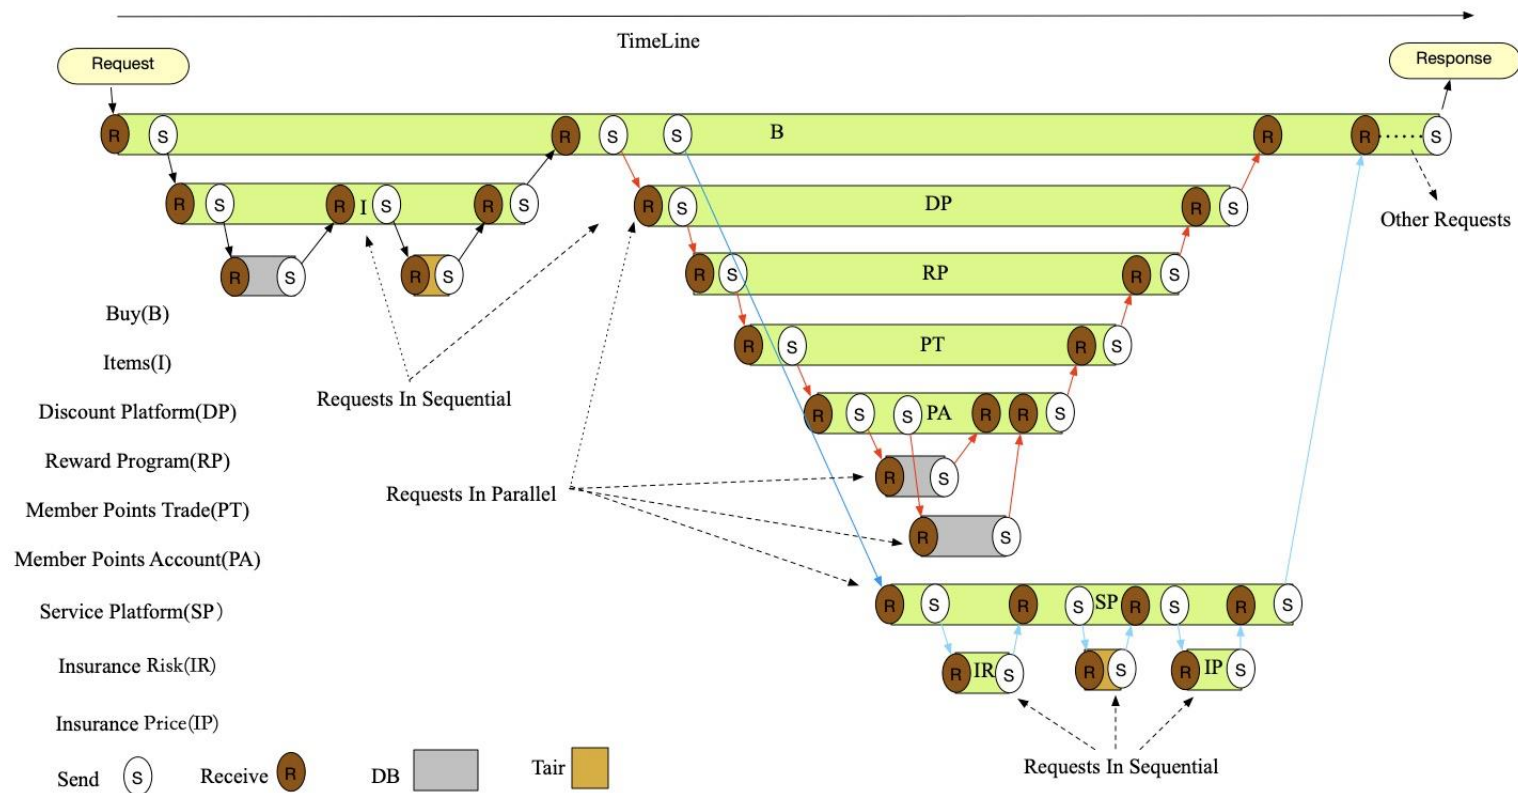 TimeLine
Request
Response
R S R S S B R R S
R S R I S R S R S DP R S
Other Requests
R S R S R S RP R S
Buy(B)
R S PT R S
Items(I)
Requests In Sequential
Discount Platform(DP)
R S S PA R R S
Reward Program(RP)
R S
Requests In Parallel
Member Points Trade(PT)
R S
Member Points Account(PA)
Service Platform(SP)
R S R S SP R S R S
Insurance Risk(IR)
R IR S R S R IP S
Insurance Price(IP)
Requests In Sequential
Send S Receive R DB Tair